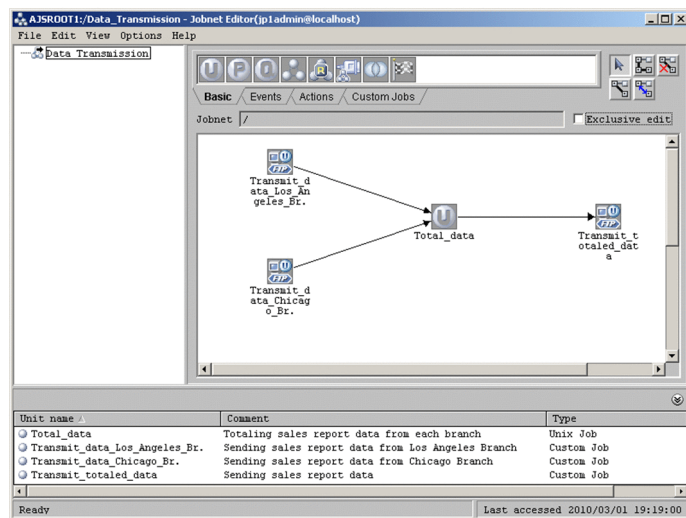 AJSROOT1:/Data_Transmission - Jobnet Editor(jp1admin@localhost)
File Edit View Options Help
Data Transmission
U P Q R U
Basic Events Actions Custom Jobs
Jobnet /
Exclusive edit
U
FTP
Transmit_d
ata_Los_An
geles_Br.
U
Total_data
U
FTP
Transmit_t
otaled_dat
a
U
FTP
Transmit_d
ata_Chicag
o_Br.
Unit name Comment Type
Total_data Totaling sales report data from each branch Unix Job
Transmit_data_Los_Angeles_Br. Sending sales report data from Los Angeles Branch Custom Job
Transmit_data_Chicago_Br. Sending sales report data from Chicago Branch Custom Job
Transmit_totaled_data Sending sales report data Custom Job
Ready Last accessed 2010/03/01 19:19:00